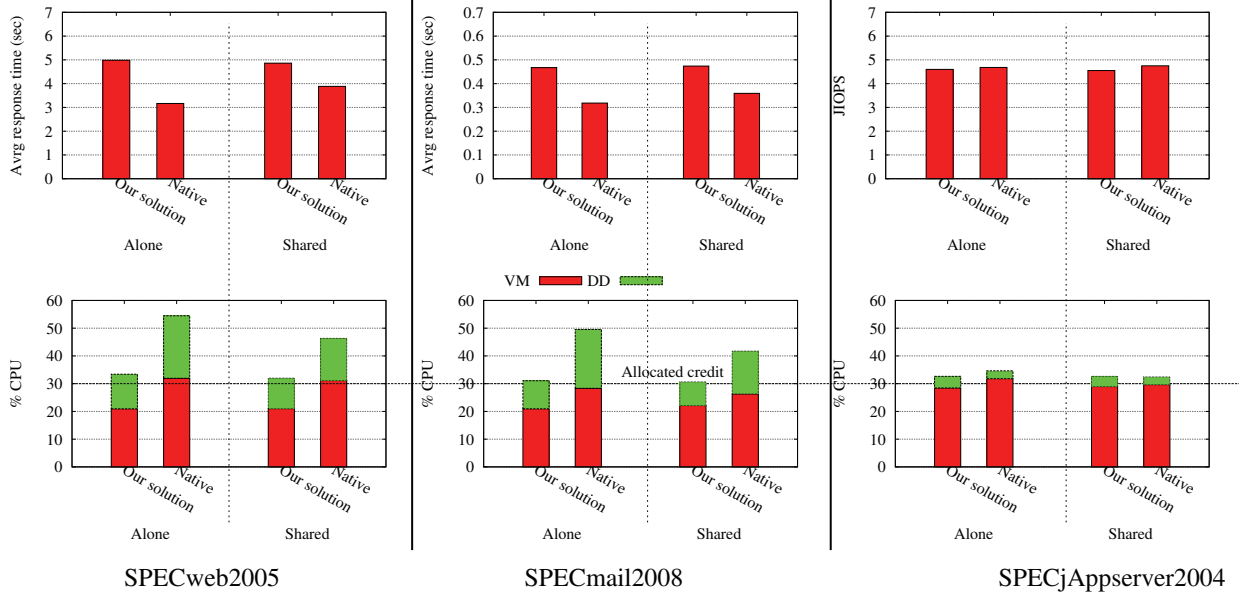 Avrg response time (sec)
7
6
5
4
3
2
1
0
Our solution
Native
Our solution
Native
Alone
Shared
Avrg response time (sec)
0.7
0.6
0.5
0.4
0.3
0.2
0.1
0
Our solution
Native
Our solution
Native
Alone
Shared
JIOPS
7
6
5
4
3
2
1
0
Our solution
Native
Our solution
Native
Alone
Shared
VM DD
% CPU
60
50
40
30
20
10
0
Our solution
Native
Our solution
Native
Alone
Shared
% CPU
60
50
40
30
20
10
0
Allocated credit
Our solution
Native
Our solution
Native
Alone
Shared
% CPU
60
50
40
30
20
10
0
Our solution
Native
Our solution
Native
Alone
Shared
SPECweb2005
SPECmail2008
SPECjAppserver2004